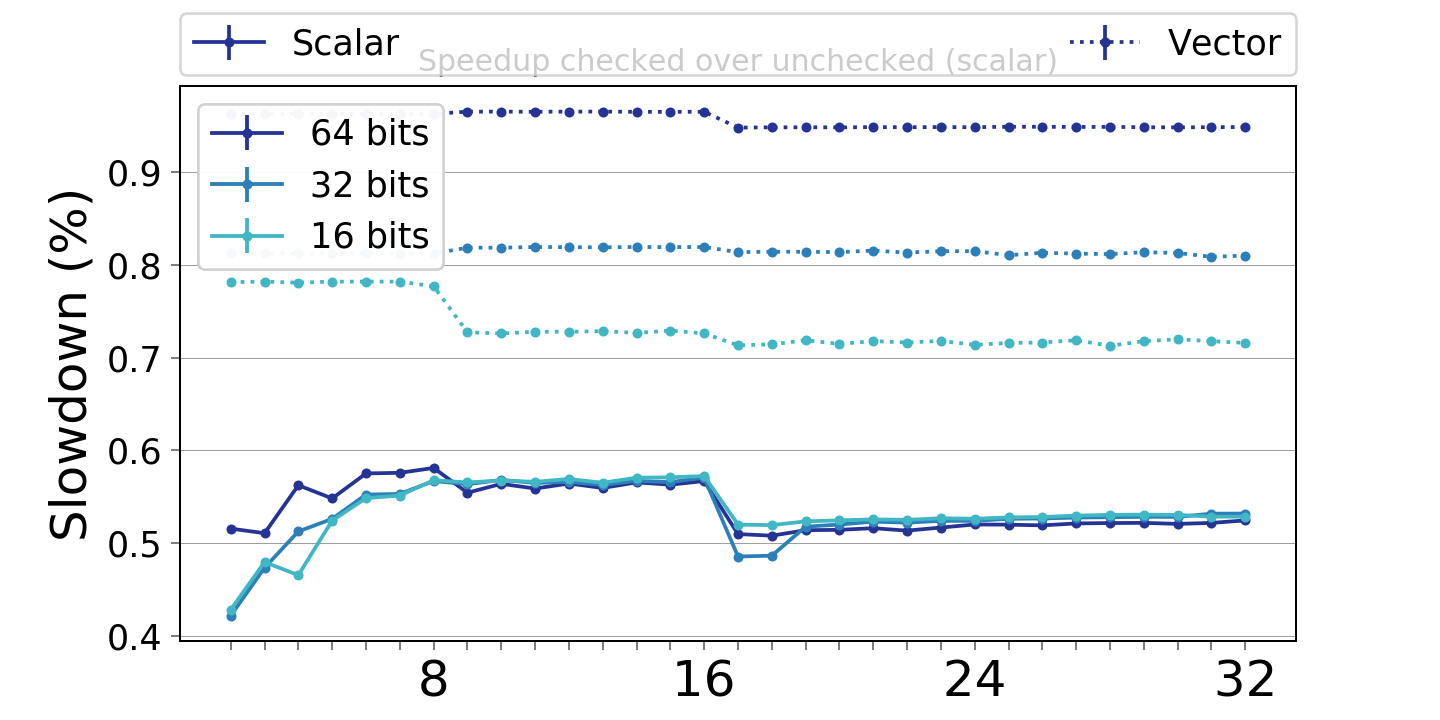 Scalar
Speedup checked over unchecked (scalar)
Vector
64 bits
32 bits
16 bits
Slowdown (%)
0.9
0.8
0.7
0.6
0.5
0.4
8 16 24 32